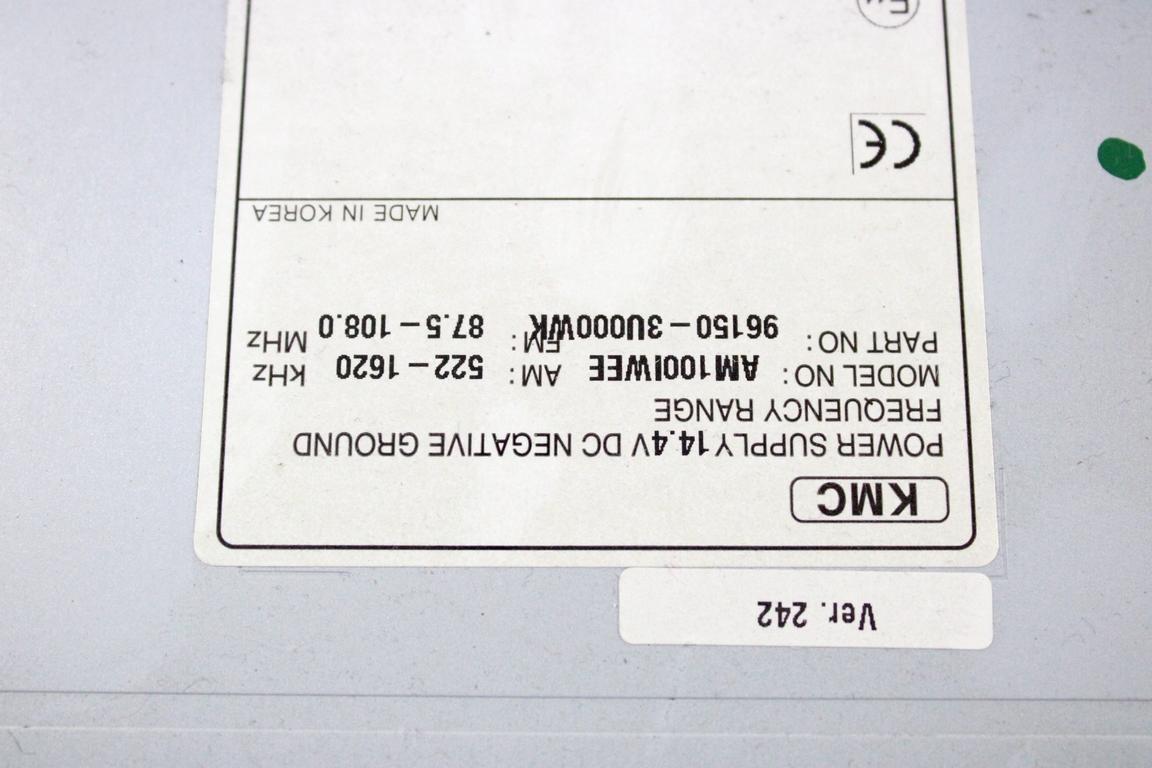 Ver. 242
KMC
POWER SUPPLY 14.4V DC NEGATIVE GROUND
FREQUENCY RANGE
MODEL NO : AM100IWEE AM : 522-1620 KHz
PART NO : 96150-3U000WK FM : 87.5-108.0 MHz
MADE IN KOREA
CE